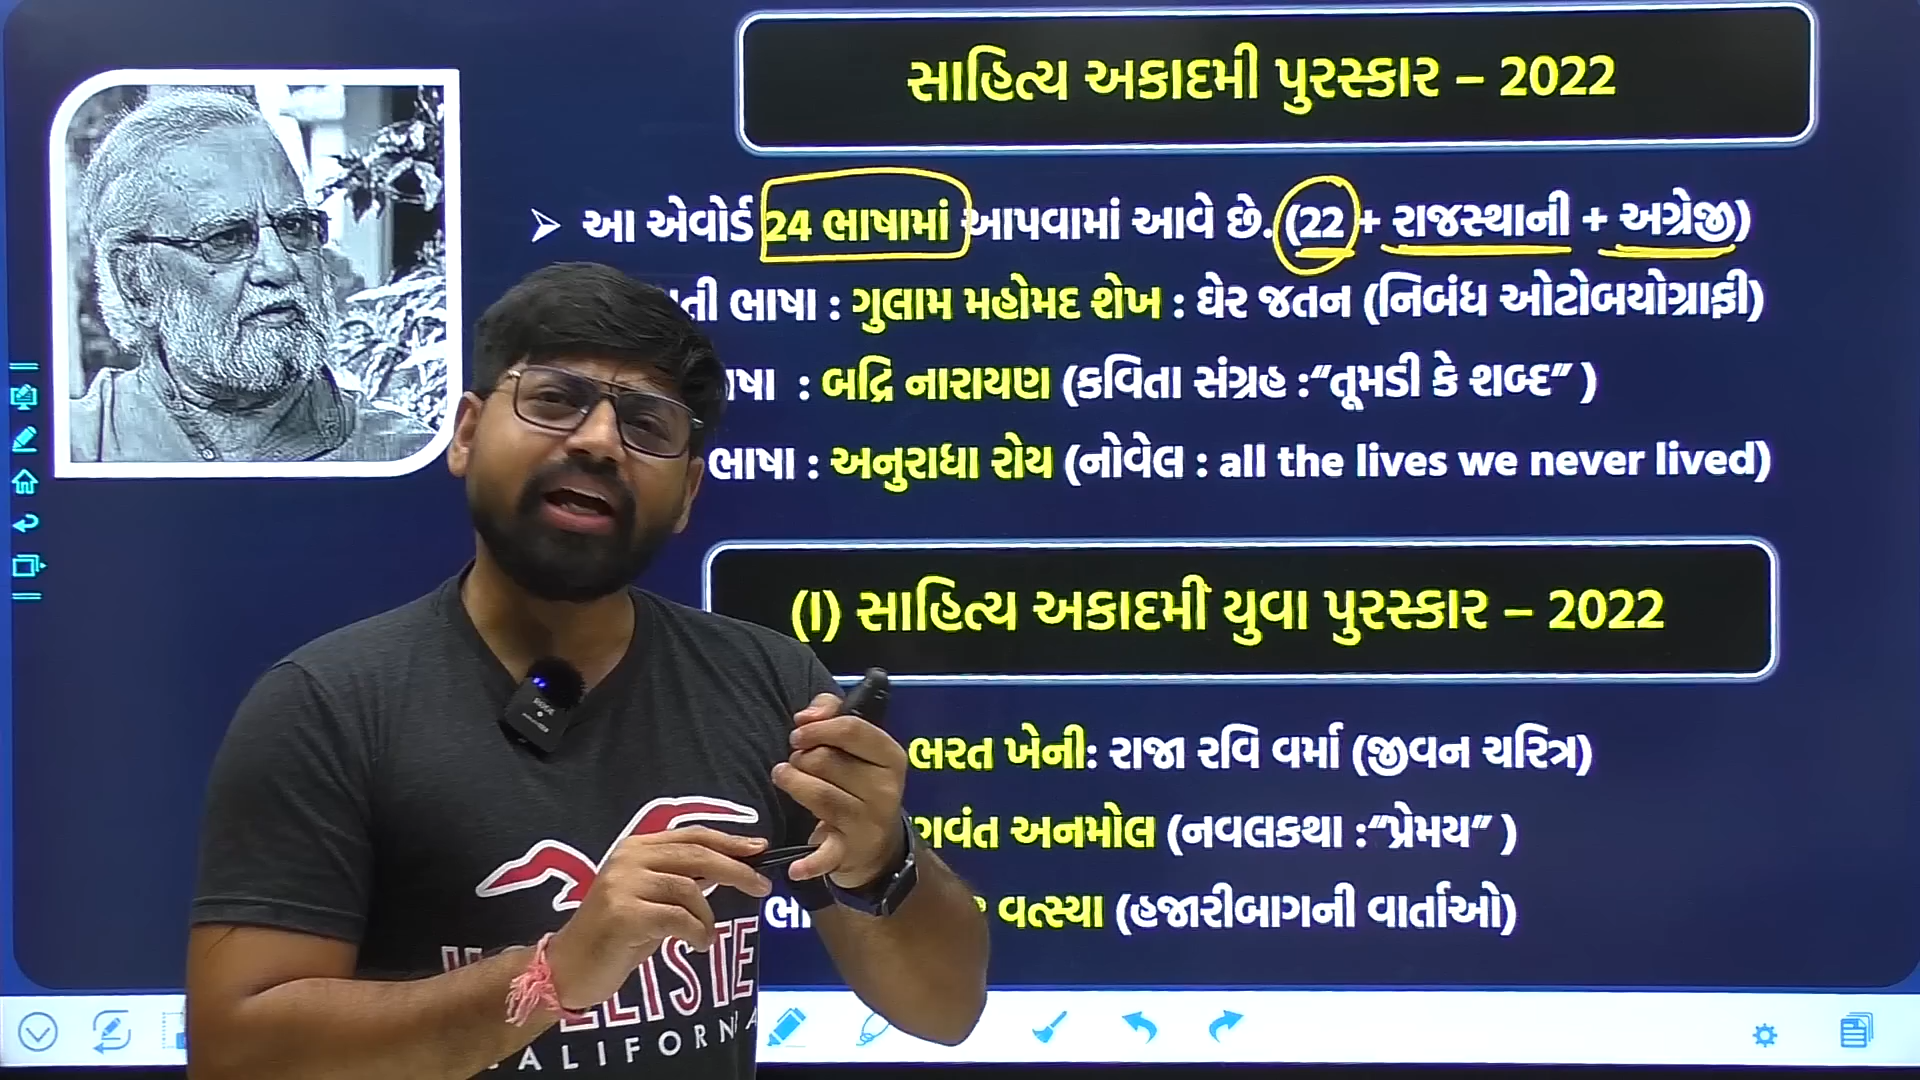 સાહિત્ય અકાદમી પુરસ્કાર – 2022
આ એવોર્ડ 24 ભાષામાં આપવામાં આવે છે. (22 + રાજસ્થાની + અગ્રેજી)
ભાષા : ગુલામ મહોમદ શેખ : ઘેર જતન (નિબંધ ઓટોબયોગ્રાફી)
: બદ્રિ નારાયણ (કવિતા સંગ્રહ :“તૂમડી કે શબ્દ” )
ભાષા : અનુરાધા રોય (નોવેલ : all the lives we never lived)
(I) સાહિત્ય અકાદમી યુવા પુરસ્કાર – 2022
ભરત ખેની: રાજા રવિ વર્મા (જીવન ચરિત્ર)
અનમોલ (નવલકથા :“પ્રેમય” )
વત્સ્યા (હજારીબાગની વાર્તાઓ)
CALIFORNIA